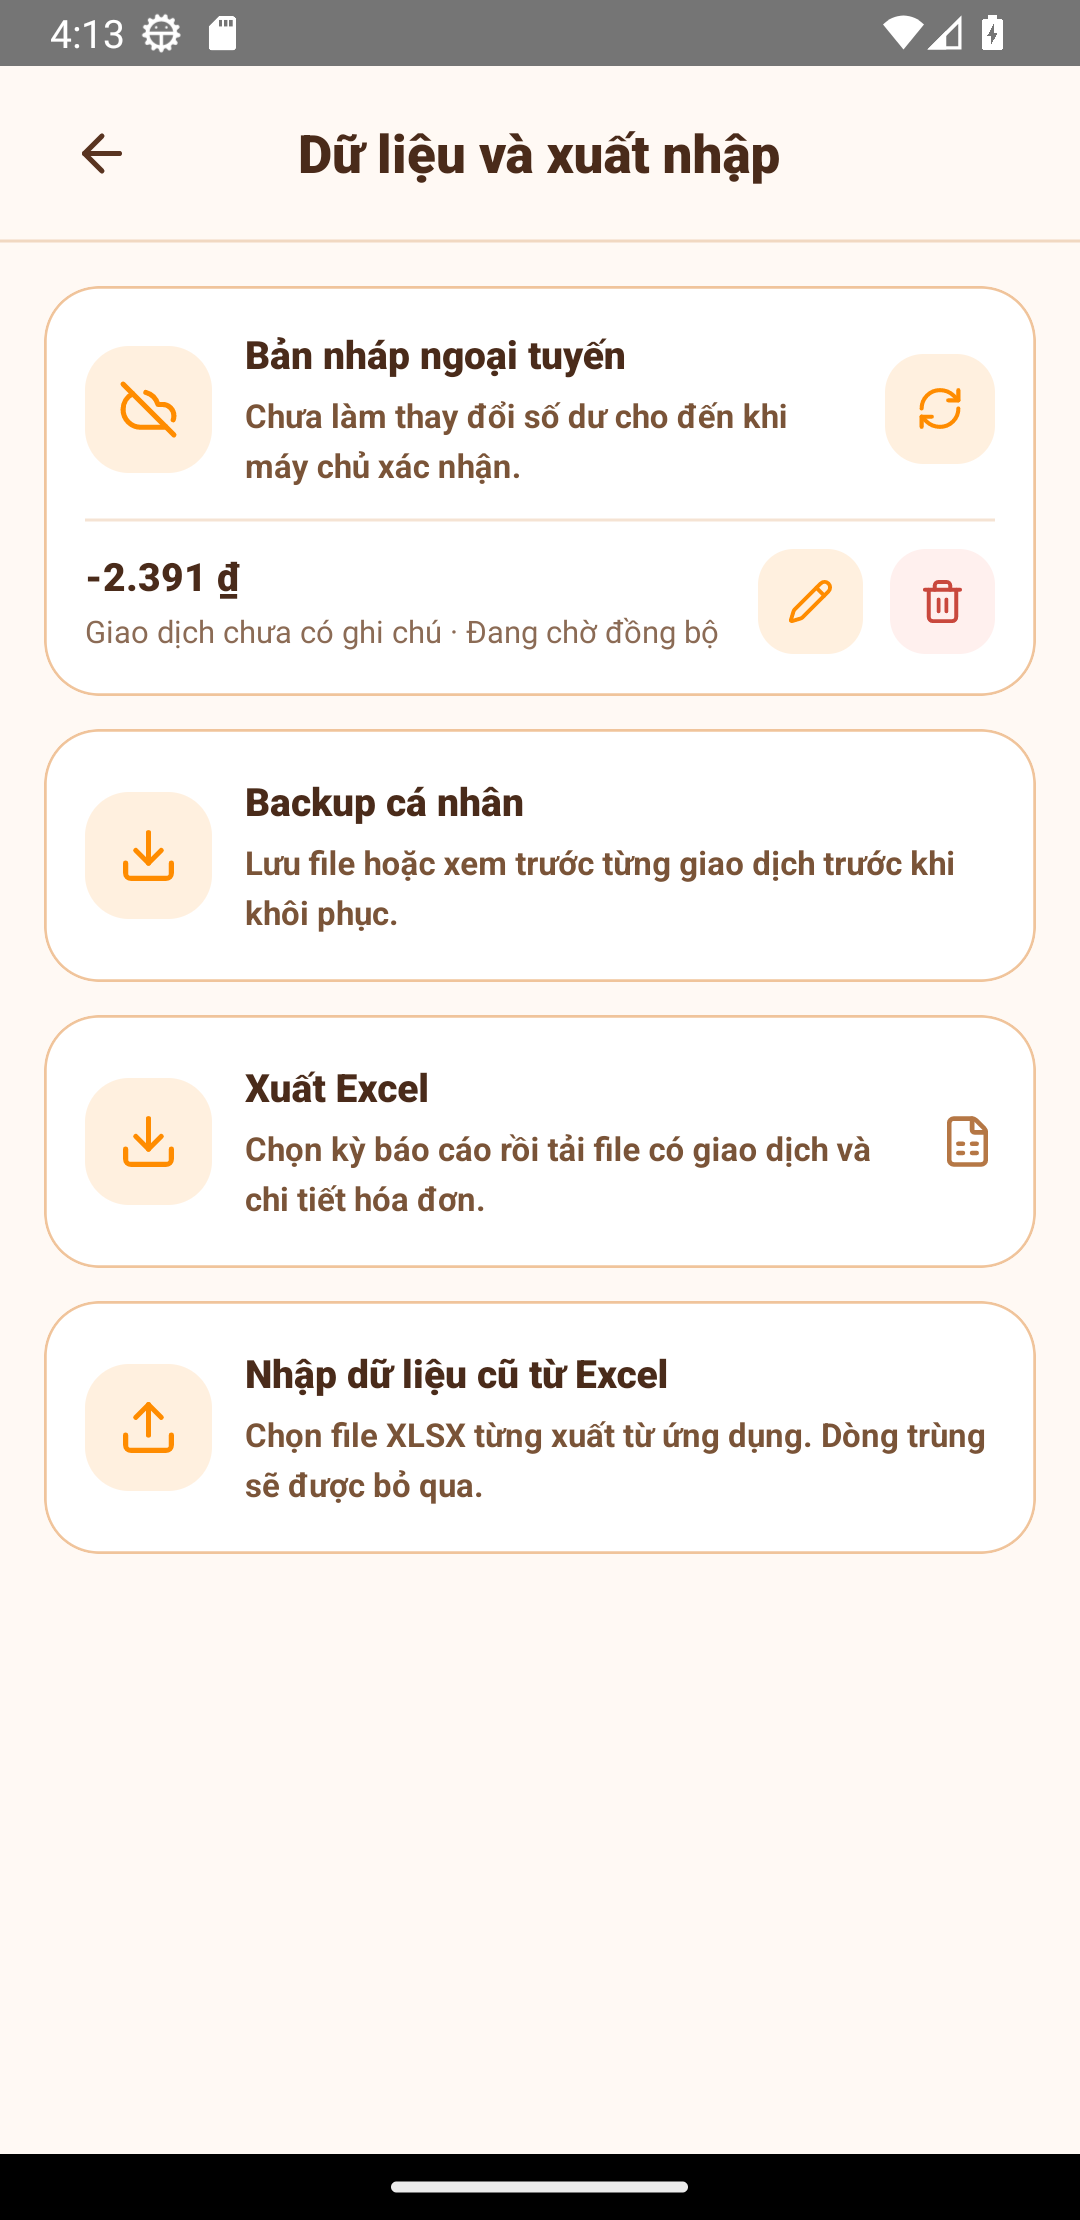 4:13
Dữ liệu và xuất nhập
Bản nháp ngoại tuyến
Chưa làm thay đổi số dư cho đến khi
máy chủ xác nhận.
-2.391 ₫
Giao dịch chưa có ghi chú · Đang chờ đồng bộ
Backup cá nhân
Lưu file hoặc xem trước từng giao dịch trước khi
khôi phục.
Xuất Excel
Chọn kỳ báo cáo rồi tải file có giao dịch và
chi tiết hóa đơn.
Nhập dữ liệu cũ từ Excel
Chọn file XLSX từng xuất từ ứng dụng. Dòng trùng
sẽ được bỏ qua.